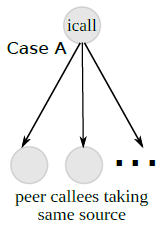 icall
Case A
peer callees taking
same source